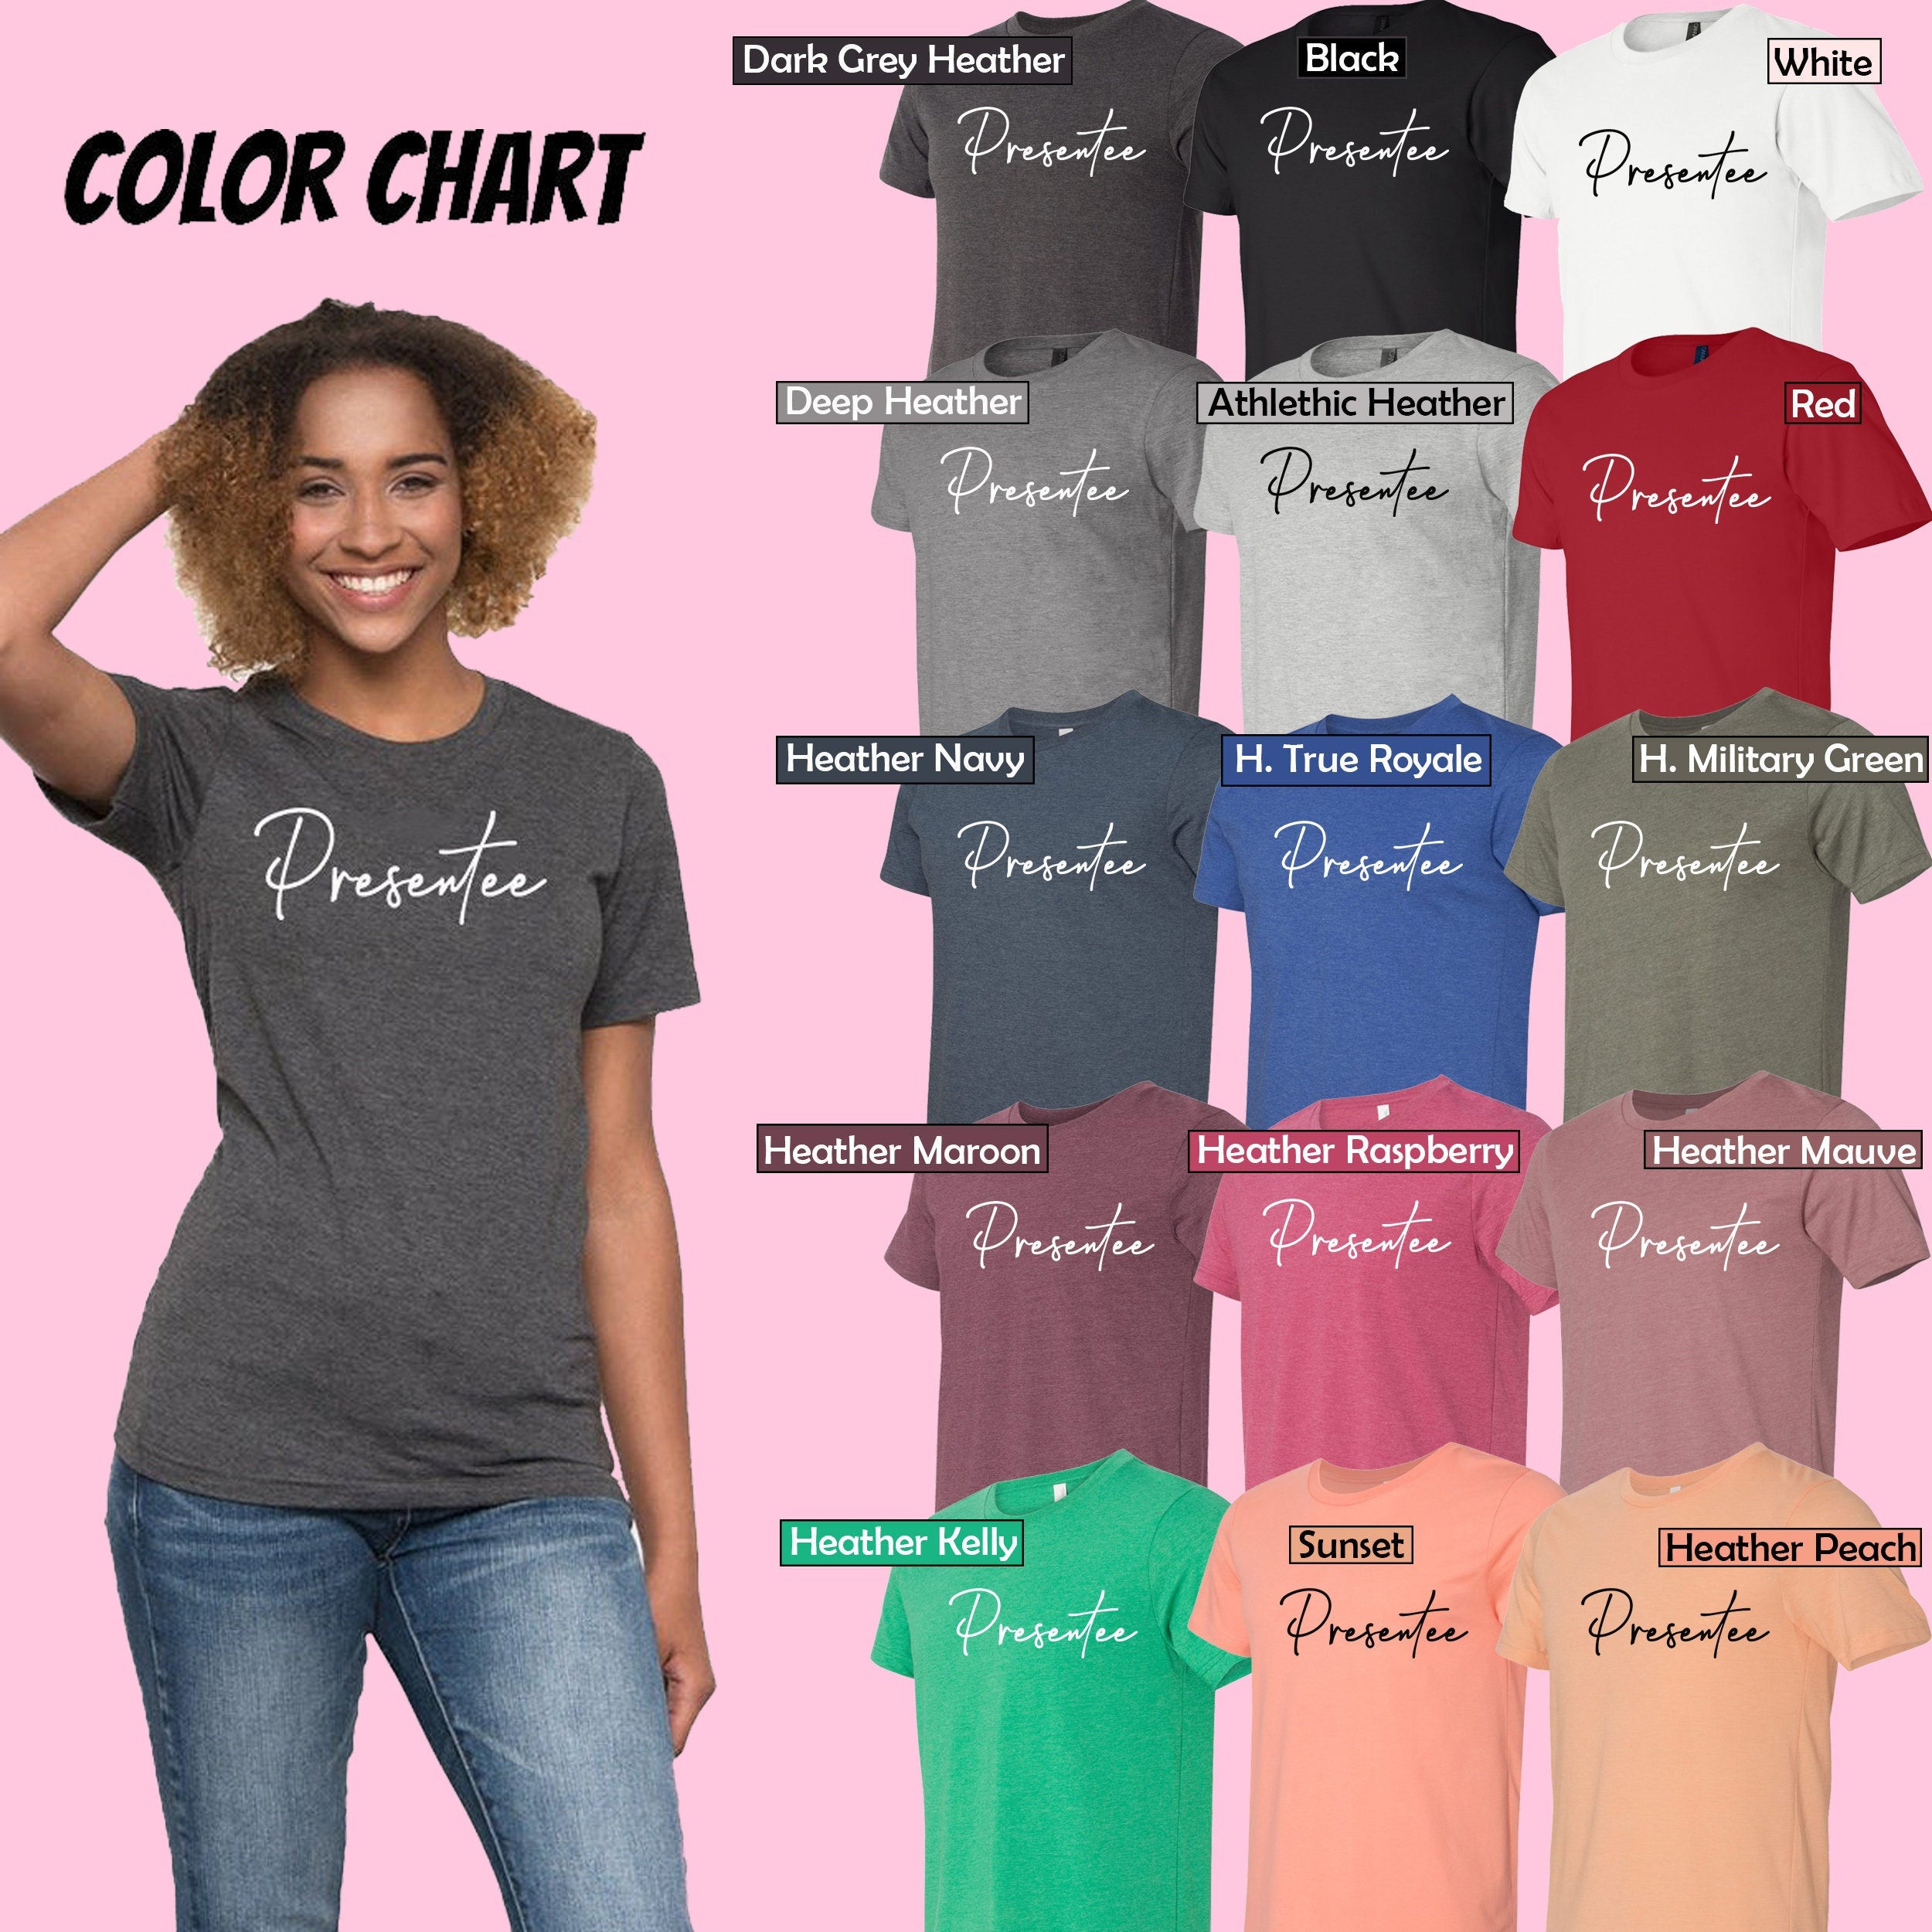 COLOR CHART
Presentee
Dark Grey Heather
Presentee
Black
Presentee
White
Presentee
Deep Heather
Presentee
Athlethic Heather
Presentee
Red
Presentee
Heather Navy
Presentee
H. True Royale
Presentee
H. Military Green
Presentee
Heather Maroon
Presentee
Heather Raspberry
Presentee
Heather Mauve
Presentee
Heather Kelly
Presentee
Sunset
Presentee
Heather Peach
Presentee